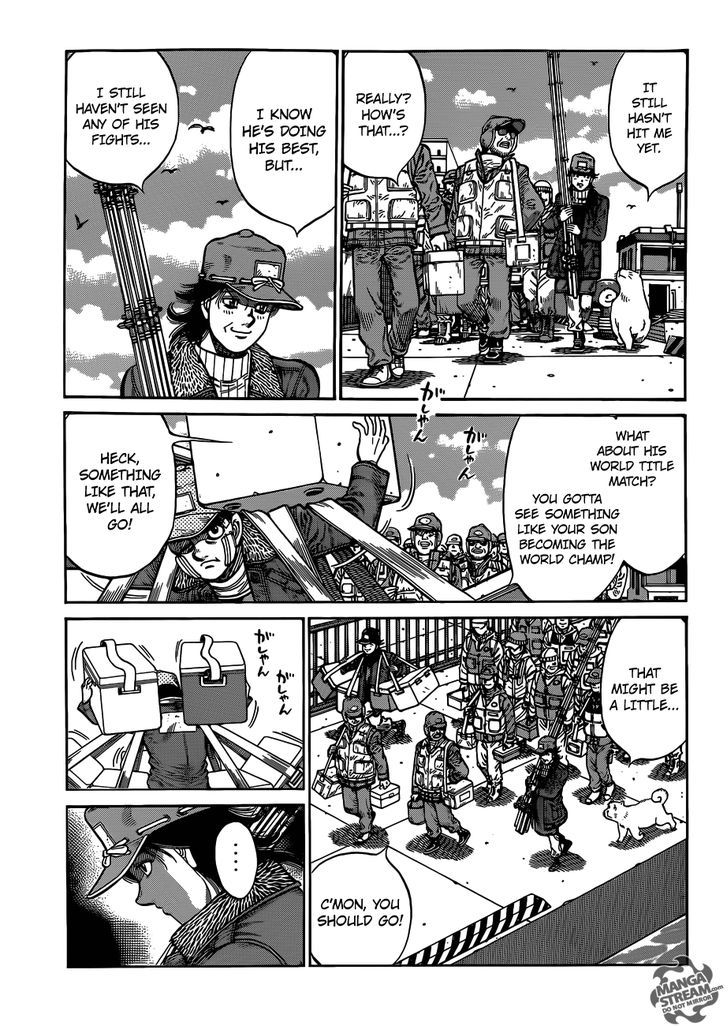 IT
STILL
HASN'T
HIT ME
YET.
REALLY?
HOW'S
THAT...?
I KNOW
HE'S DOING
HIS BEST,
BUT...
I STILL
HAVEN'T SEEN
ANY OF HIS
FIGHTS...
がしゃん
がしゃん
WHAT
ABOUT HIS
WORLD TITLE
MATCH?
YOU GOTTA
SEE SOMETHING
LIKE YOUR SON
BECOMING THE
WORLD CHAMP!
HECK,
SOMETHING
LIKE THAT,
WE'LL ALL
GO!
THAT
MIGHT BE
A LITTLE...
C'MON, YOU
SHOULD GO!
がしゃん
がしゃん
...
MANGA
STREAM.com
DO NOT MIRROR